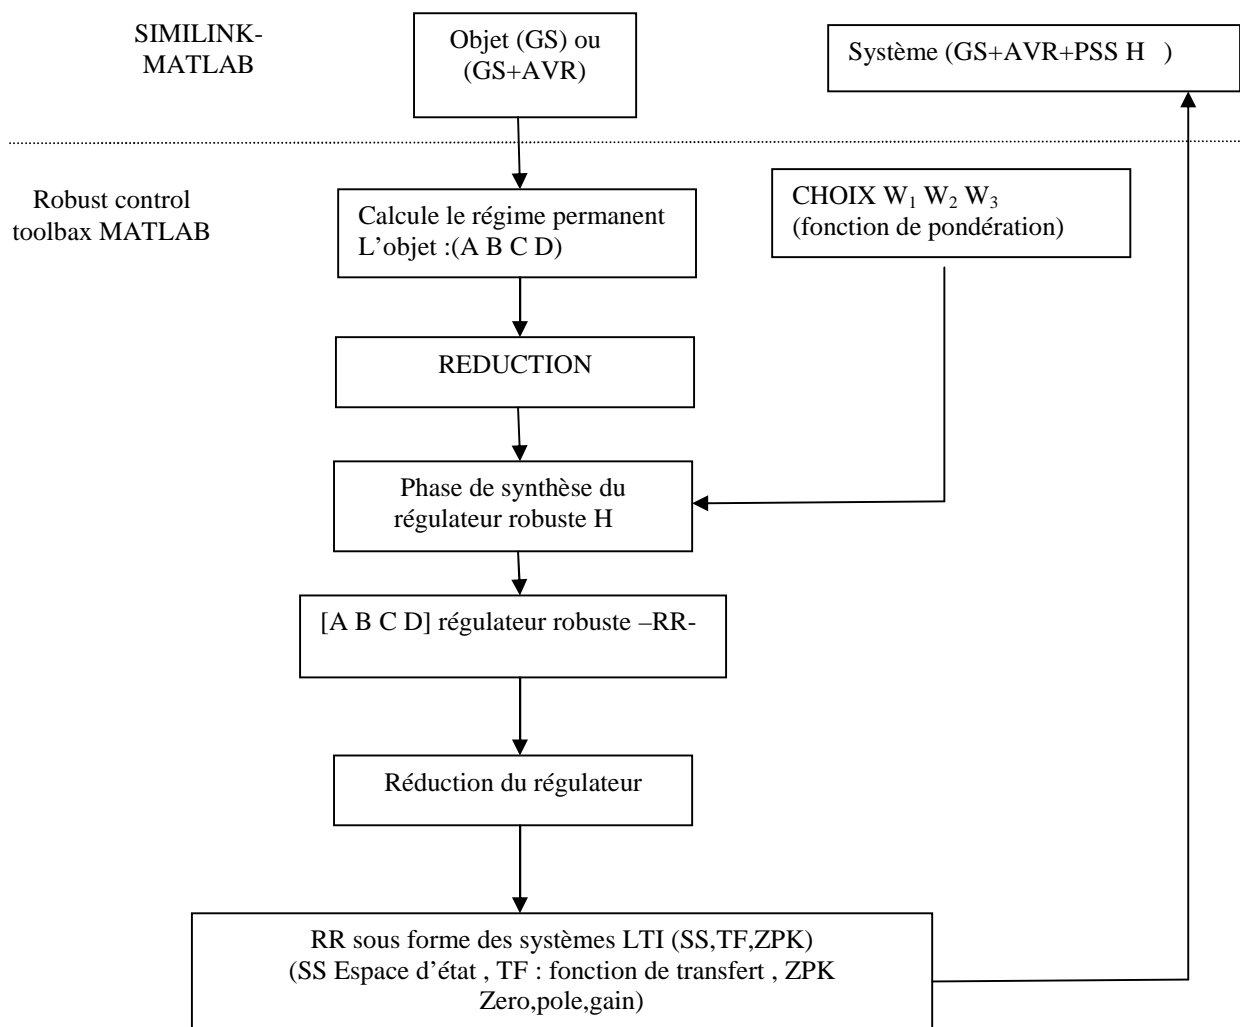 SIMILINK-
MATLAB
Objet (GS) ou
(GS+AVR)
Système (GS+AVR+PSS H )
Robust control
toolbax MATLAB
Calcule le régime permanent
L’objet :(A B C D)
CHOIX W₁ W₂ W₃
(fonction de pondération)
REDUCTION
Phase de synthèse du
régulateur robuste H
[A B C D] régulateur robuste –RR-
Réduction du régulateur
RR sous forme des systèmes LTI (SS,TF,ZPK)
(SS Espace d’état , TF : fonction de transfert , ZPK
Zero,pole,gain)